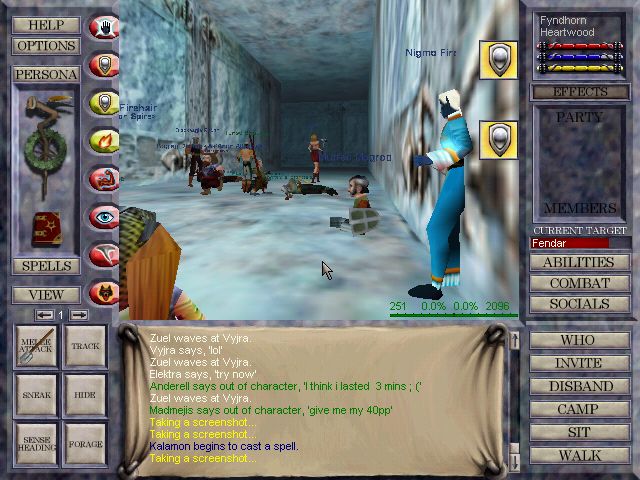 HELP
OPTIONS
PERSONA
SPELLS
VIEW
1
MELEE
ATTACK
TRACK
SNEAK
HIDE
SENSE
HEADING
FORAGE
Firehair
Nigmo
251 0.0% 0.0% 2096
Zuel waves at Vyjra.
Vyjra says, 'lol'
Zuel waves at Vyjra.
Elektra says, 'try now'
Anderell says out of character, 'I think i lasted  3 mins ; ('
Zuel waves at Vyjra.
Madmejis says out of character, 'give me my 40pp'
Taking a screenshot...
Taking a screenshot...
Kalamon begins to cast a spell.
Taking a screenshot...
Fyndhorn
Heartwood
EFFECTS
PARTY
MEMBERS
CURRENT TARGET
Fendar
ABILITIES
COMBAT
SOCIALS
WHO
INVITE
DISBAND
CAMP
SIT
WALK